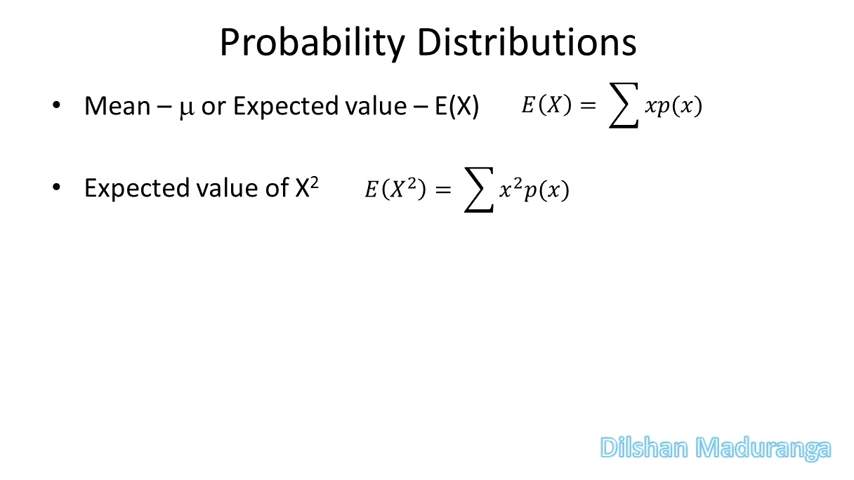 Probability Distributions
• Mean – μ or Expected value – E(X) E(X) = ∑ xp(x)
• Expected value of X² E(X²) = ∑ x²p(x)
Dilshan Maduranga